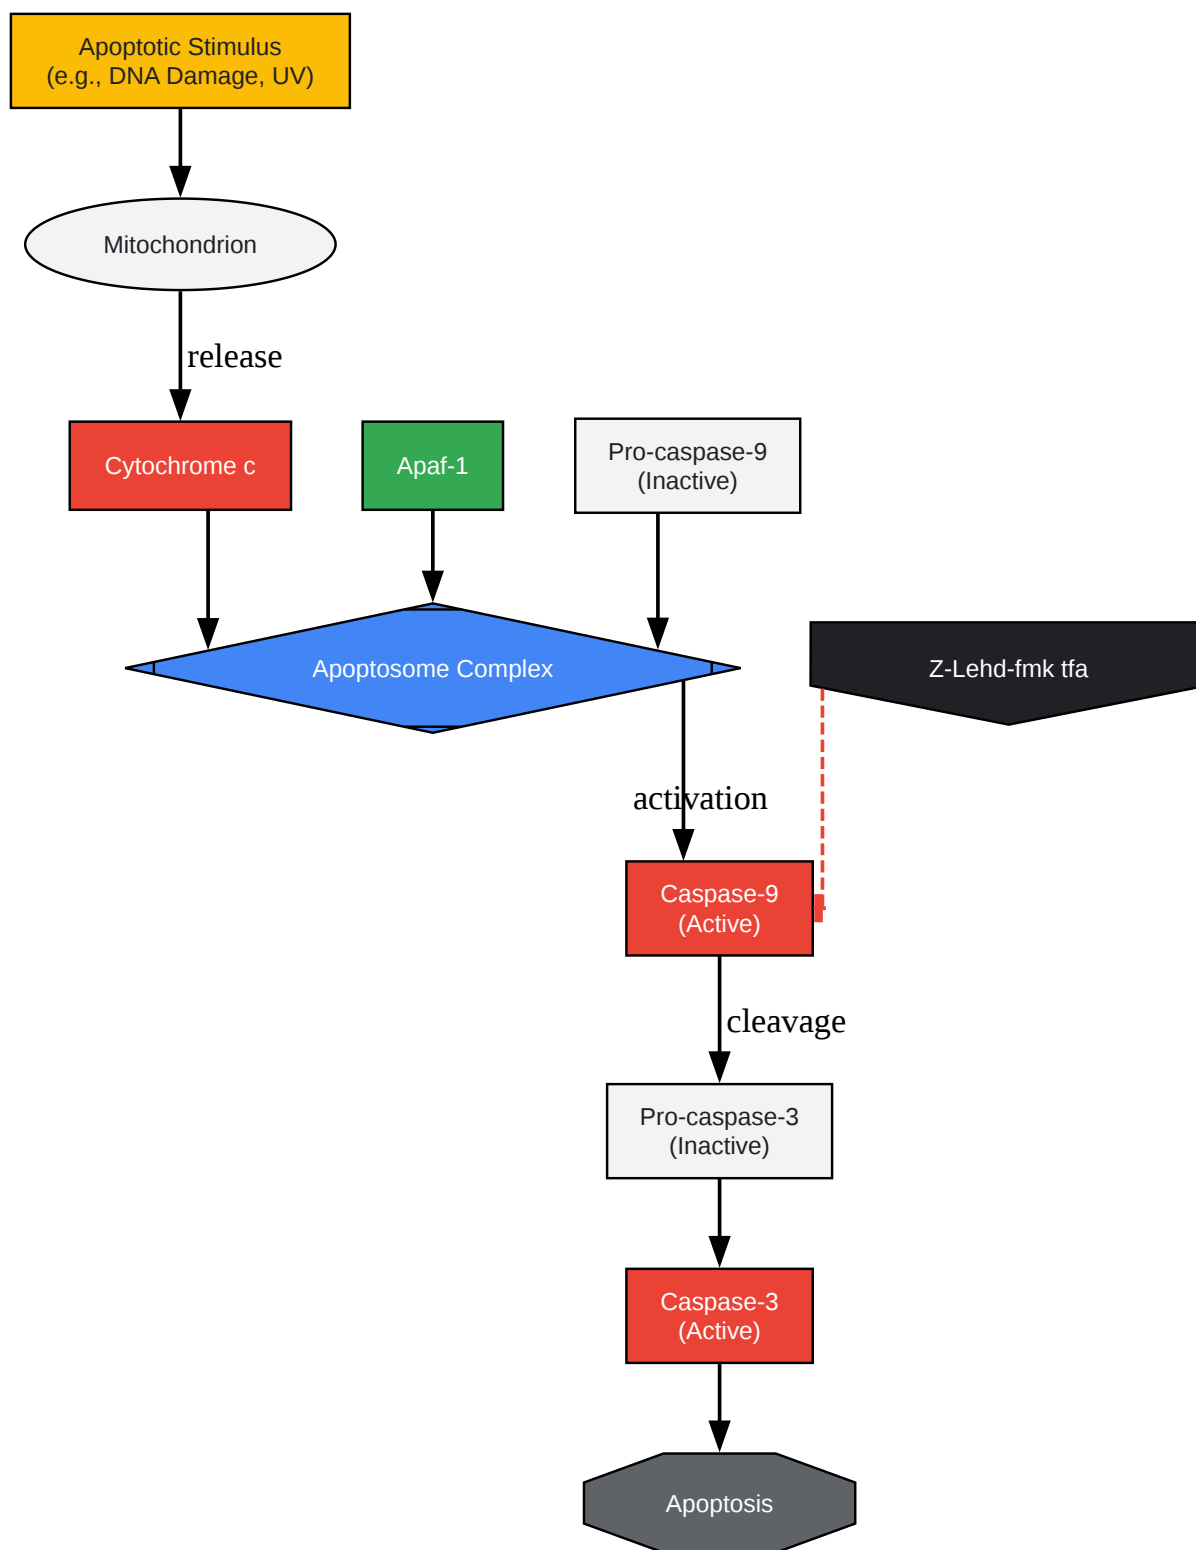 Apoptotic Stimulus
(e.g., DNA Damage, UV)
Mitochondrion
release
Cytochrome c
Apaf-1
Pro-caspase-9
(Inactive)
Apoptosome Complex
Z-Lehd-fmk tfa
activation
Caspase-9
(Active)
cleavage
Pro-caspase-3
(Inactive)
Caspase-3
(Active)
Apoptosis